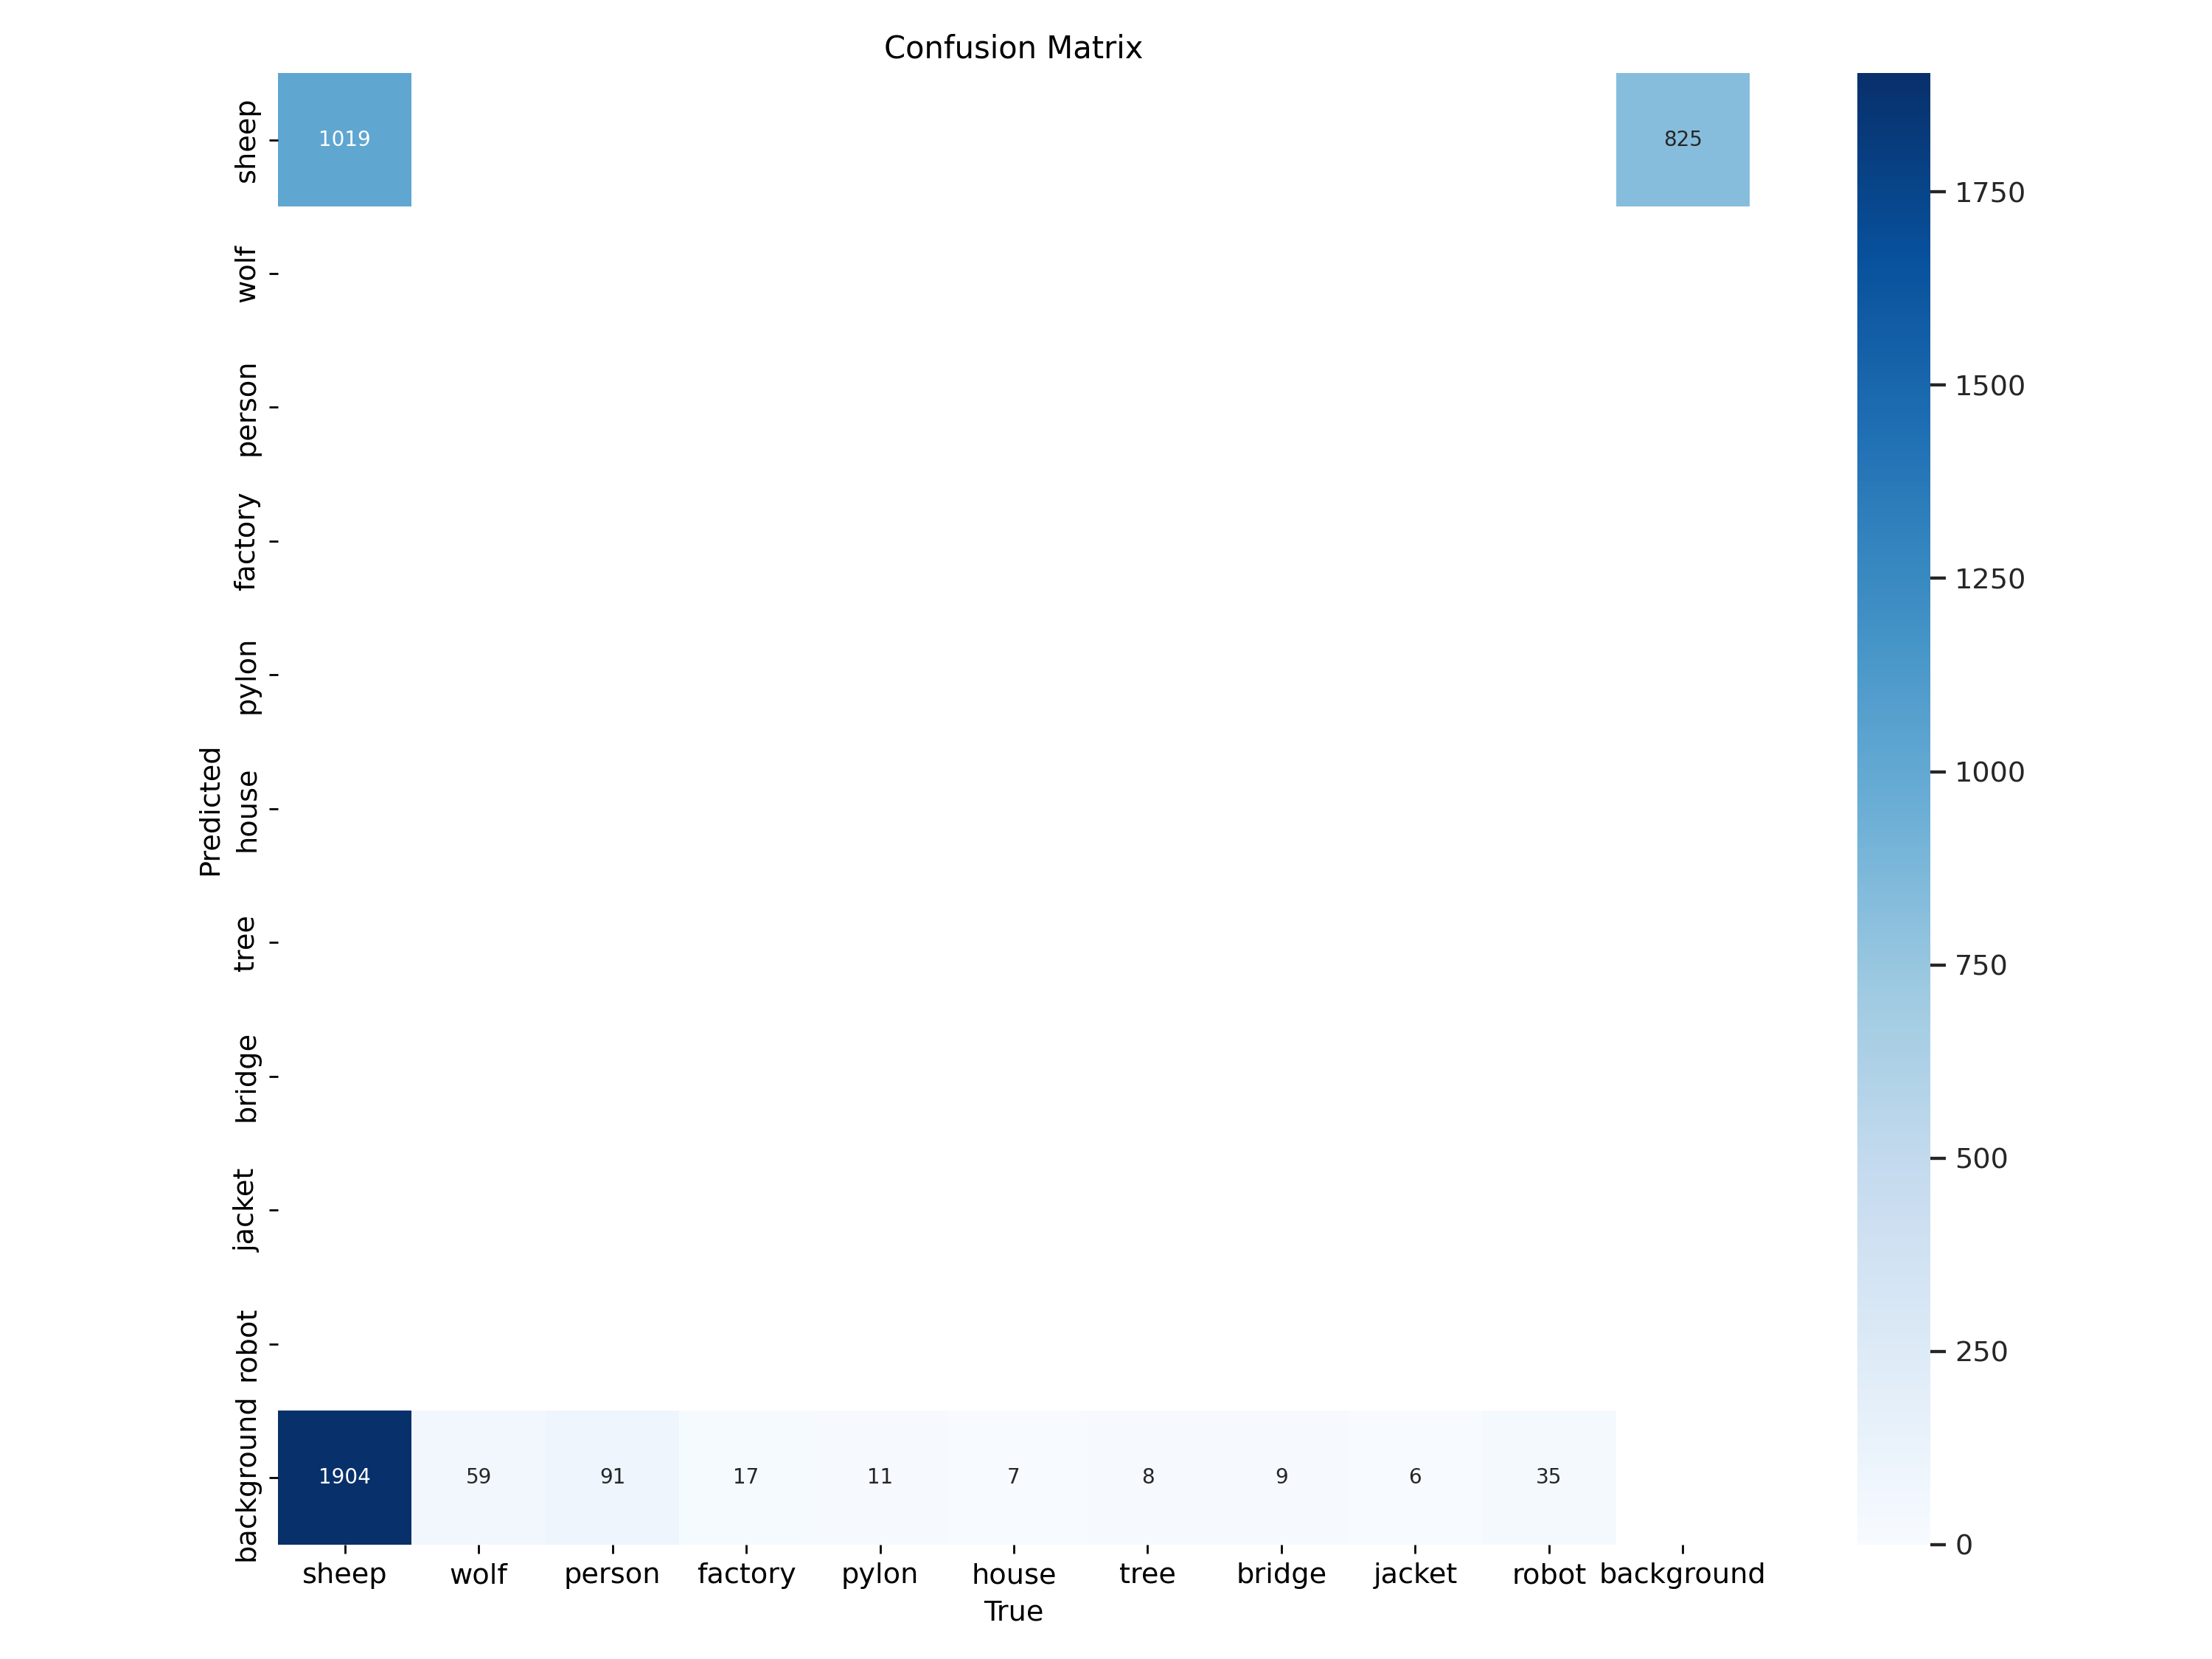 Confusion Matrix
sheep
1019
825
wolf
person
factory
pylon
house
tree
bridge
jacket
robot
background
1904 59 91 17 11 7 8 9 6 35
Predicted
sheep wolf person factory pylon house tree bridge jacket robot background
True
1750
1500
1250
1000
750
500
250
0